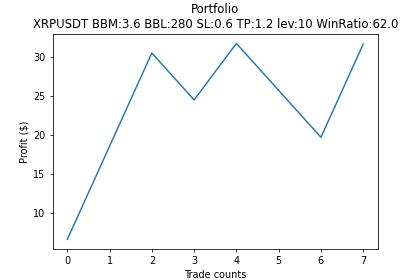 Portfolio
XRPUSDT BBM:3.6 BBL:280 SL:0.6 TP:1.2 lev:10 WinRatio:62.0
30
25
20
15
10
Profit ($)
0 1 2 3 4 5 6 7
Trade counts